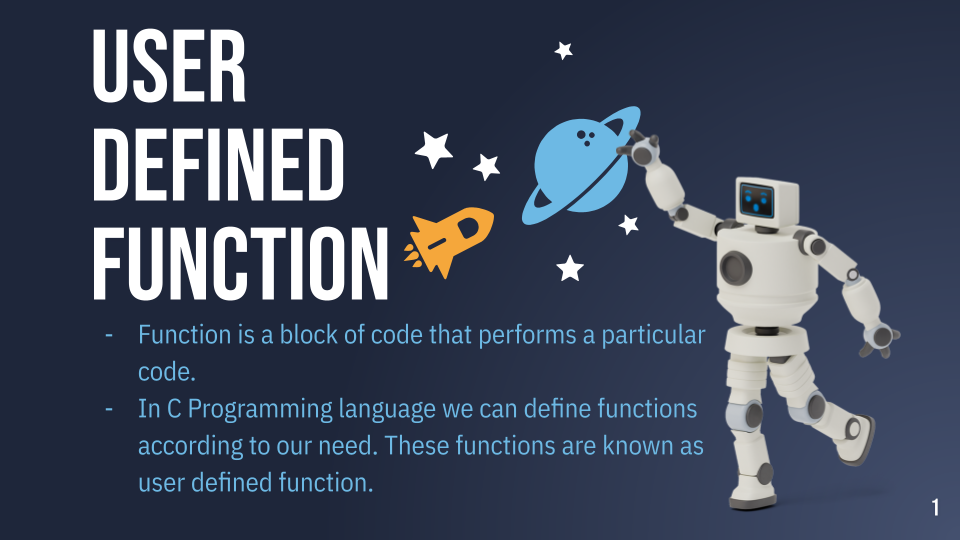 USER
DEFINED
FUNCTION
- Function is a block of code that performs a particular
code.
- In C Programming language we can define functions
according to our need. These functions are known as
user defined function.
1